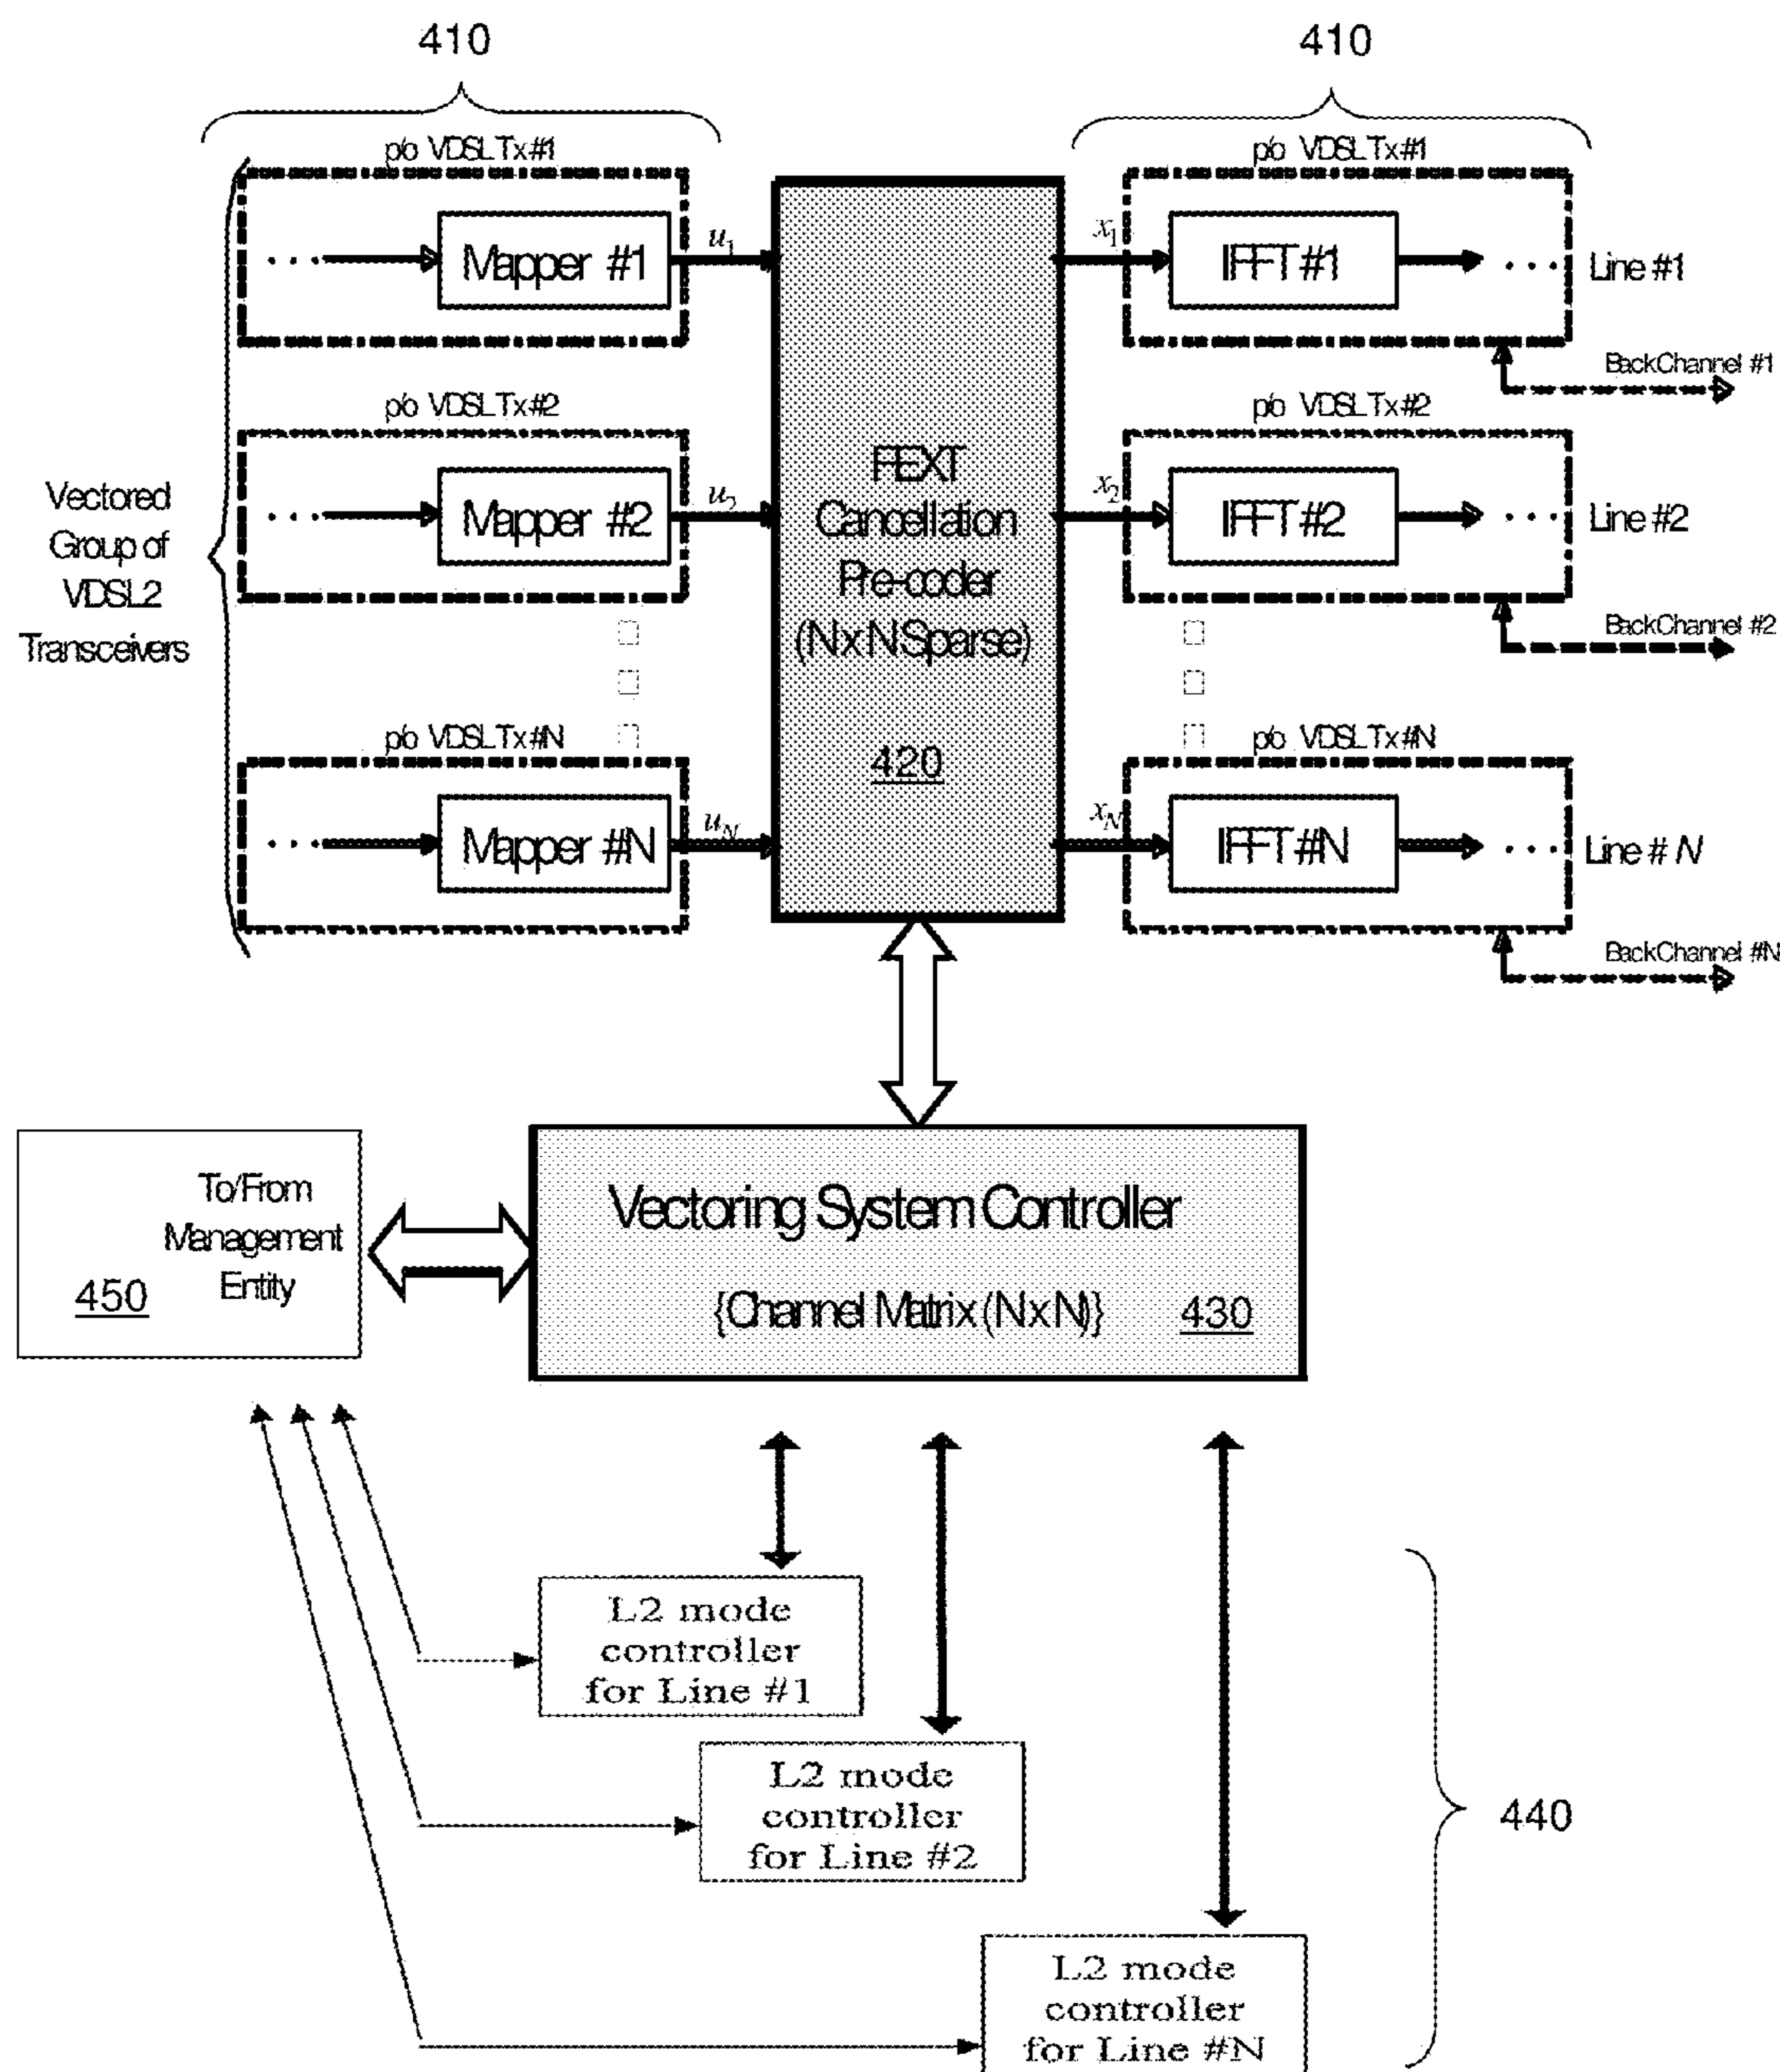 410
410
p/o VDSL Tx #1
p/o VDSL Tx #1
Mapper #1
u1
x1
IFFT #1
Line #1
BackChannel #1
p/o VDSL Tx #2
p/o VDSL Tx #2
Vectored
Group of
VDSL2
Transceivers
Mapper #2
u2
FEXT
Cancellation
Pre-coder
(N x N Sparse)
420
x2
IFFT #2
Line #2
BackChannel #2
p/o VDSL Tx #N
p/o VDSL Tx #N
Mapper #N
uN
xN
IFFT #N
Line # N
BackChannel #N
To/From
Management
Entity
450
Vectoring System Controller
{Channel Matrix (N x N)}
430
L2 mode
controller
for Line #1
L2 mode
controller
for Line #2
440
L2 mode
controller
for Line #N